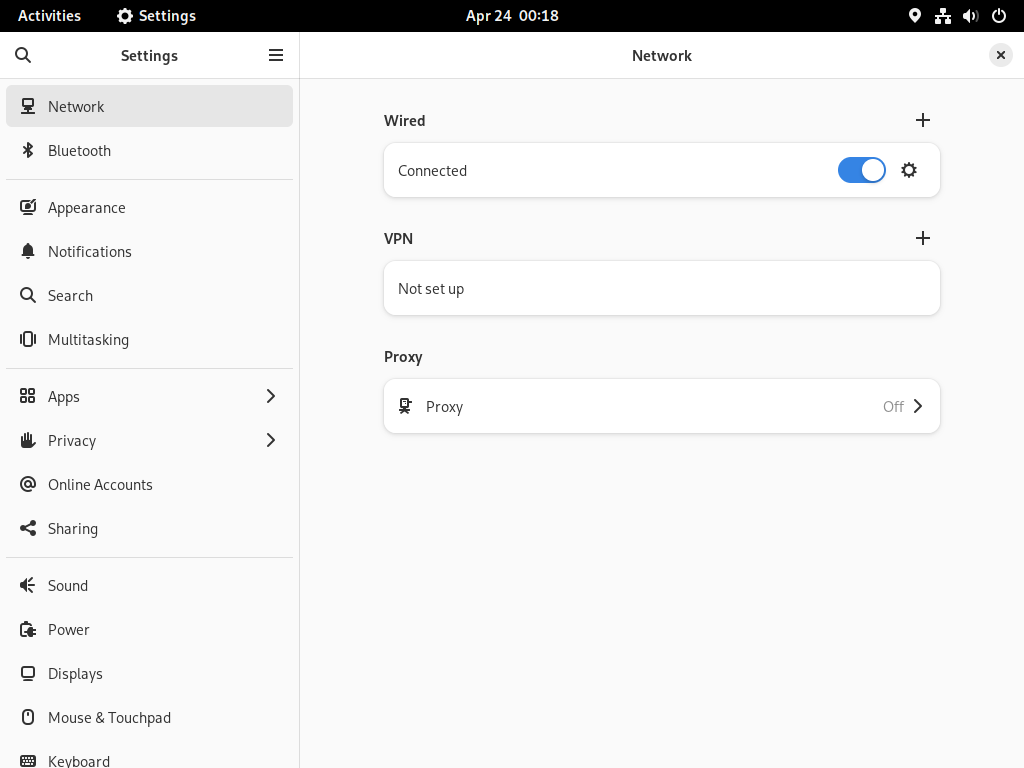 Activities
Settings
Apr 24 00:18
Settings
Network
Network
Bluetooth
Appearance
Notifications
Search
Multitasking
Apps
Privacy
Online Accounts
Sharing
Sound
Power
Displays
Mouse & Touchpad
Keyboard
Wired
Connected
VPN
Not set up
Proxy
Proxy
Off